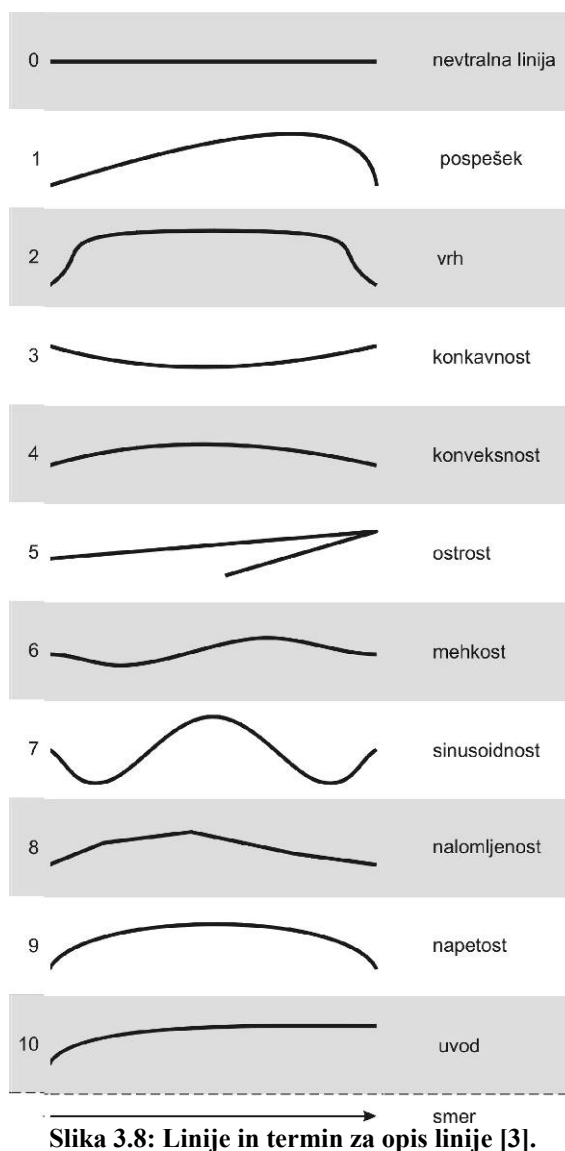 0 nevtralna linija
1 pospešek
2 vrh
3 konkavnost
4 konveksnost
5 ostrost
6 mehkost
7 sinusoidnost
8 nalomljenost
9 napetost
10 uvod
smer
Slika 3.8: Linije in termin za opis linije [3].